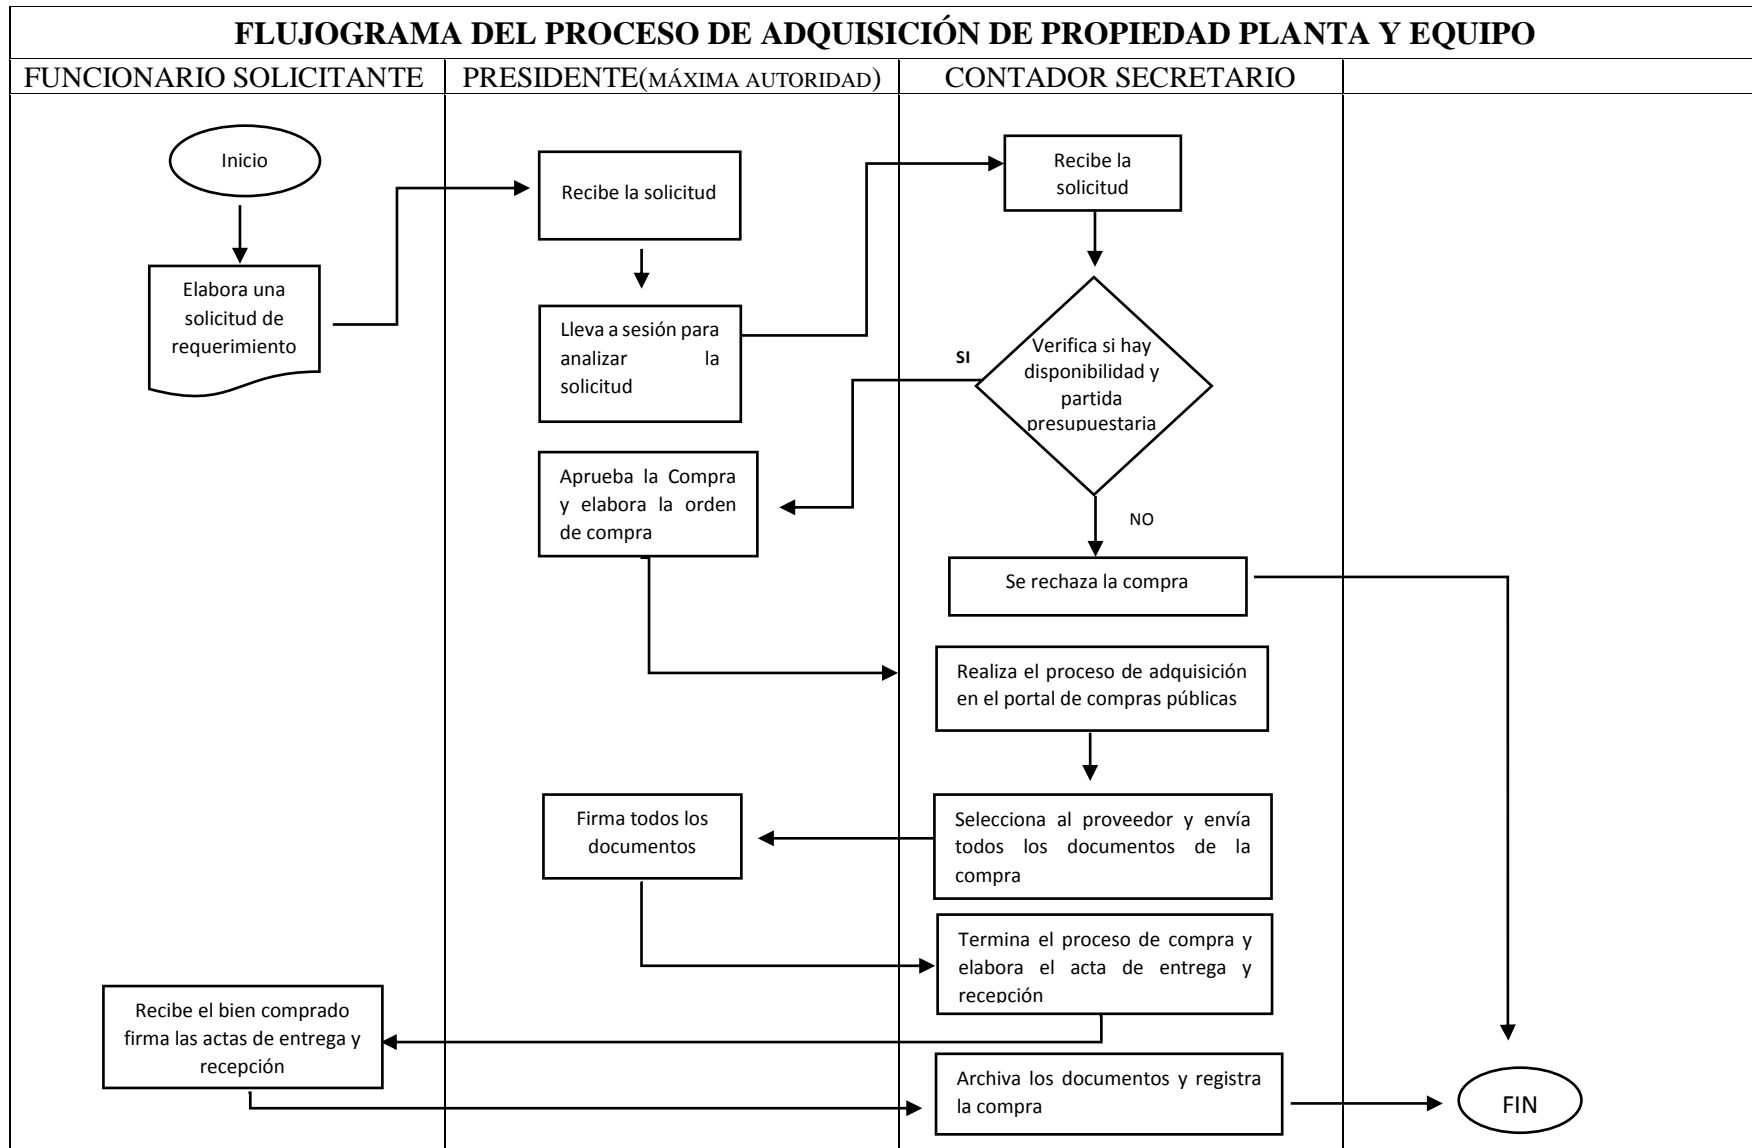 FLUJOGRAMA DEL PROCESO DE ADQUISICIÓN DE PROPIEDAD PLANTA Y EQUIPO
FUNCIONARIO SOLICITANTE
PRESIDENTE(MÁXIMA AUTORIDAD)
CONTADOR SECRETARIO
Inicio
Elabora una
solicitud de
requerimiento
Recibe la solicitud
Lleva a sesión para
analizar la
solicitud
Recibe la
solicitud
Verifica si hay
disponibilidad y
partida
presupuestaria
SI
NO
Aprueba la Compra
y elabora la orden
de compra
Se rechaza la compra
Realiza el proceso de adquisición
en el portal de compras públicas
Selecciona al proveedor y envía
todos los documentos de la
compra
Firma todos los
documentos
Termina el proceso de compra y
elabora el acta de entrega y
recepción
Recibe el bien comprado
firma las actas de entrega y
recepción
Archiva los documentos y registra
la compra
FIN